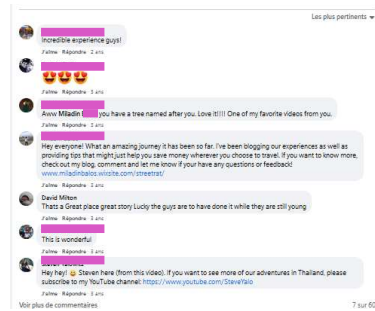 Les plus pertinents
Incredible experience guys!
J'aime Répondre 2 ans
😍😍😍
J'aime Répondre 3 ans
Aww Miladin you have a tree named after you. Love it!!!! One of my favorite videos from you.
J'aime Répondre 3 ans
Hey everyone! What an amazing journey it has been so far. I've been blogging our experiences as well as
providing tips that might just help you save money wherever you choose to travel. If you want to know more,
check out my blog, comment and let me know if your have any questions or feedback!
www.miladinbalos.wixsite.com/streetrat/
J'aime Répondre 2 ans
David Milton
Thats a Great place great story Lucky the guys are to have done it while they are still young
J'aime Répondre 3 ans
This is wonderful
J'aime Répondre 3 ans
Hey hey! 😀 Steven here (from this video). If you want to see more of our adventures in Thailand, please
subscribe to my YouTube channel: https://www.youtube.com/SteveYalo
J'aime Répondre 3 ans
Voir plus de commentaires
7 sur 60